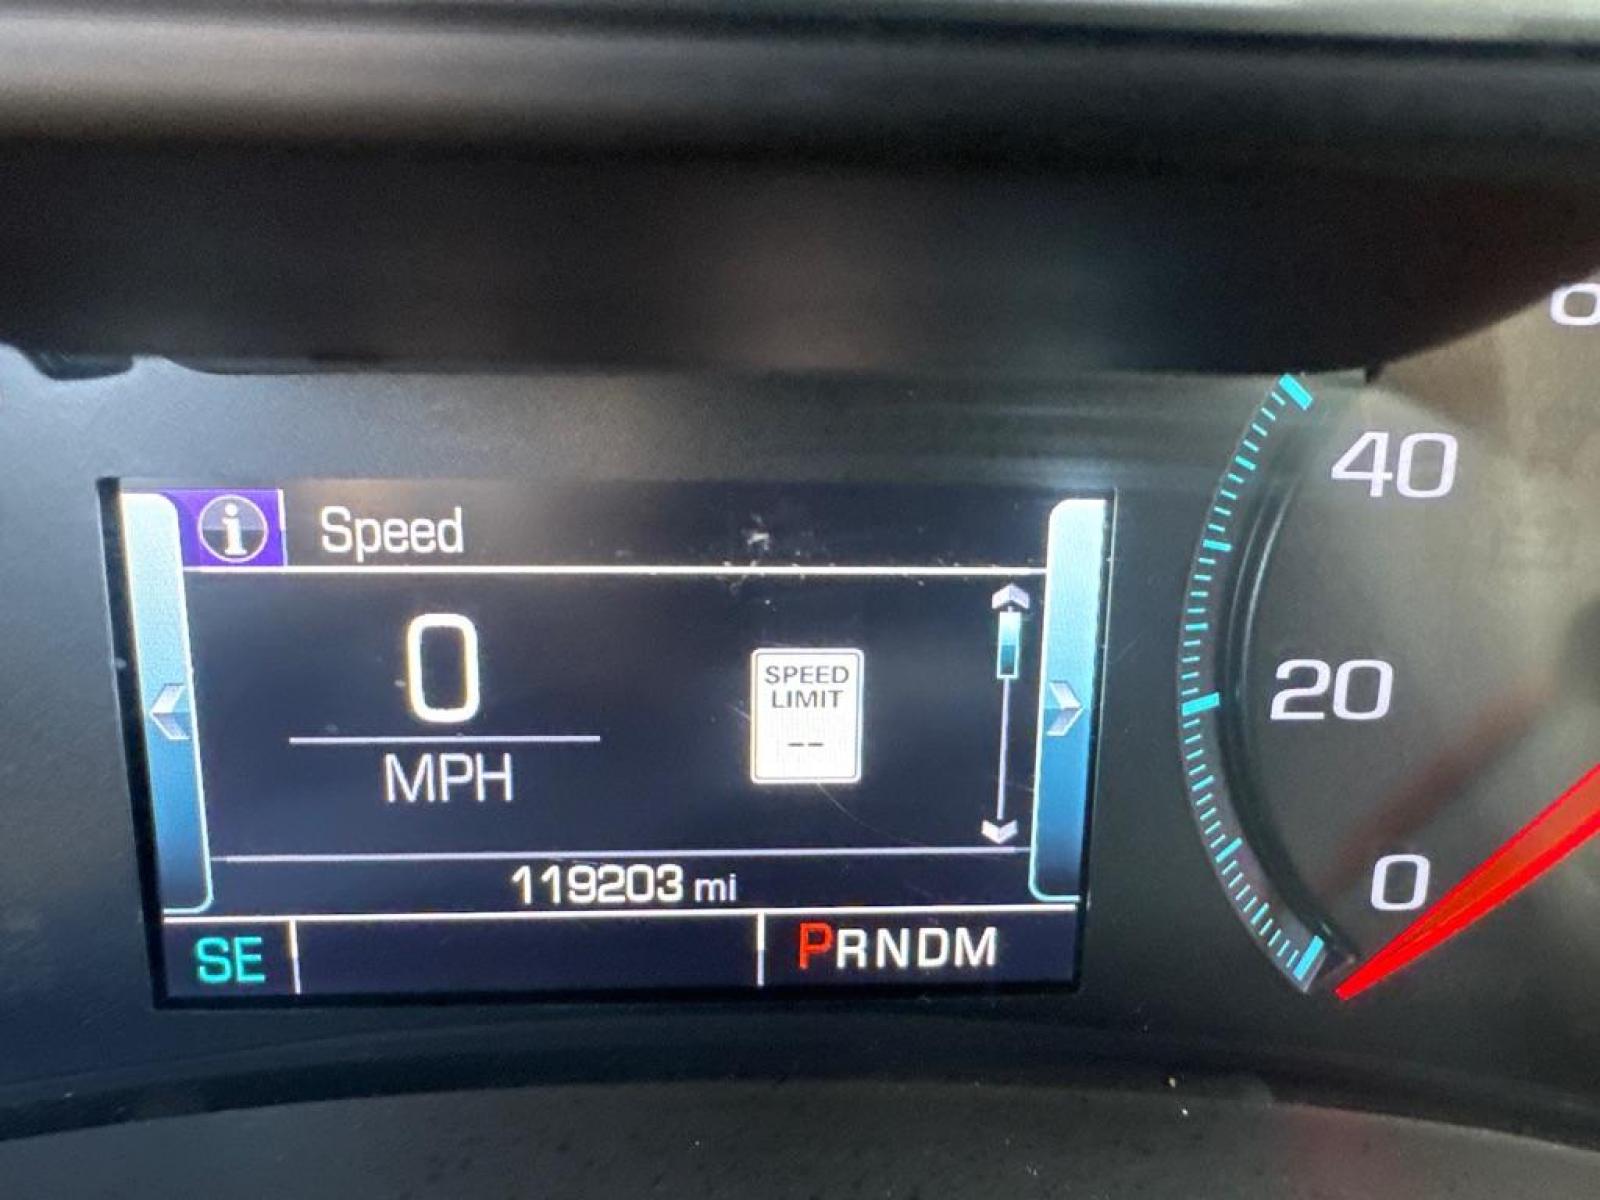 i Speed
0
MPH
SPEED
LIMIT
--
119203 mi
SE
PRNDM
40
20
0